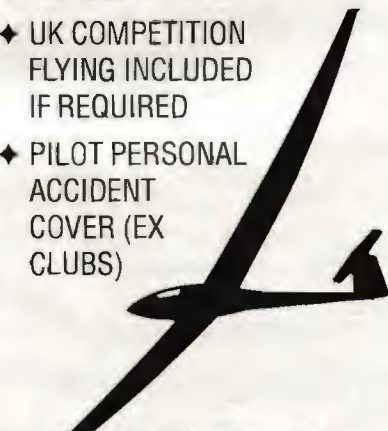 ♦ UK COMPETITION
FLYING INCLUDED
IF REQUIRED
♦ PILOT PERSONAL
ACCIDENT
COVER (EX
CLUBS)